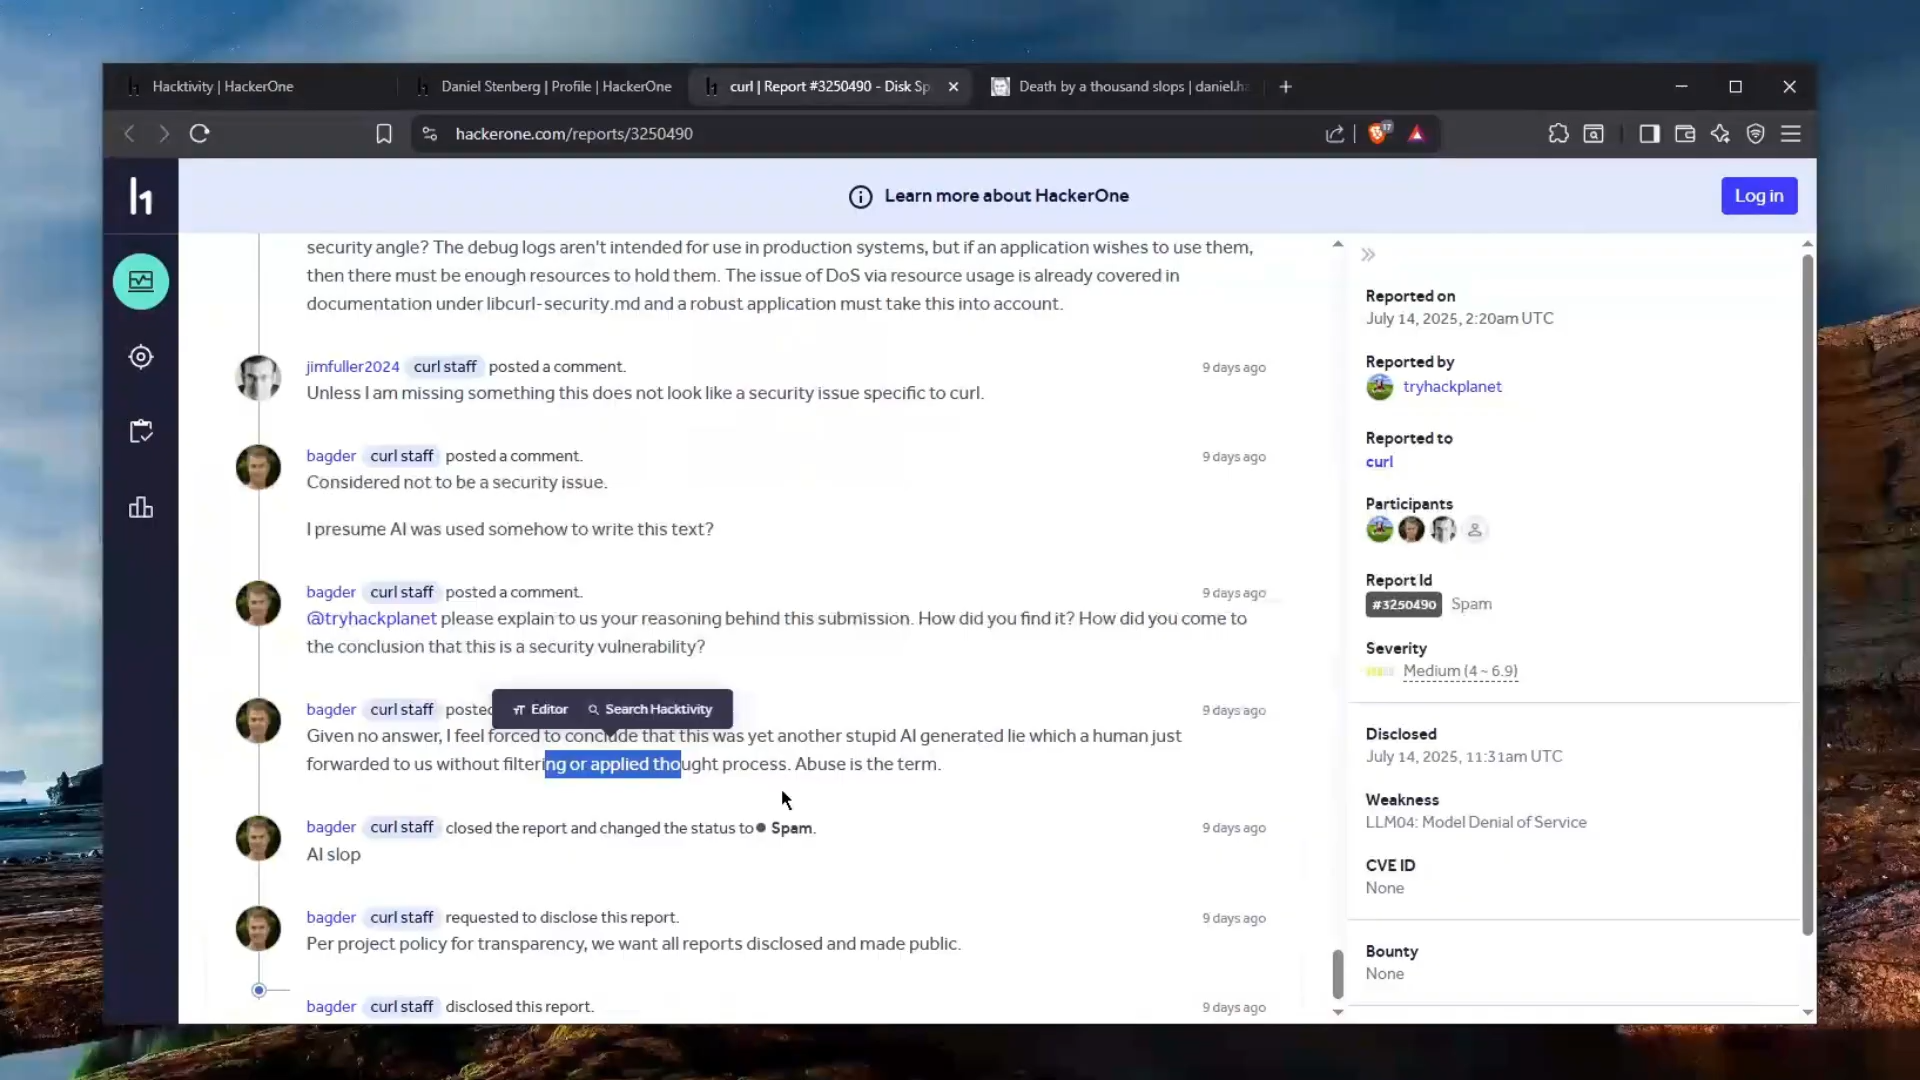 Hacktivity | HackerOne
Daniel Stenberg | Profile | HackerOne
curl | Report #3250490 - Disk Sp
Death by a thousand slops | daniel.ha
hackerone.com/reports/3250490
17
Learn more about HackerOne
Log in
security angle? The debug logs aren't intended for use in production systems, but if an application wishes to use them,
then there must be enough resources to hold them. The issue of DoS via resource usage is already covered in
documentation under libcurl-security.md and a robust application must take this into account.
jimfuller2024 curl staff posted a comment. 9 days ago
Unless I am missing something this does not look like a security issue specific to curl.
bagder curl staff posted a comment. 9 days ago
Considered not to be a security issue.
I presume AI was used somehow to write this text?
bagder curl staff posted a comment. 9 days ago
@tryhackplanet please explain to us your reasoning behind this submission. How did you find it? How did you come to
the conclusion that this is a security vulnerability?
bagder curl staff posted 9 days ago
Editor Search Hacktivity
Given no answer, I feel forced to conclude that this was yet another stupid AI generated lie which a human just
forwarded to us without filtering or applied thought process. Abuse is the term.
bagder curl staff closed the report and changed the status to Spam. 9 days ago
AI slop
bagder curl staff requested to disclose this report. 9 days ago
Per project policy for transparency, we want all reports disclosed and made public.
bagder curl staff disclosed this report. 9 days ago
Reported on
July 14, 2025, 2:20am UTC
Reported by
tryhackplanet
Reported to
curl
Participants
Report Id
#3250490 Spam
Severity
Medium (4 ~ 6.9)
Disclosed
July 14, 2025, 11:31am UTC
Weakness
LLM04: Model Denial of Service
CVE ID
None
Bounty
None